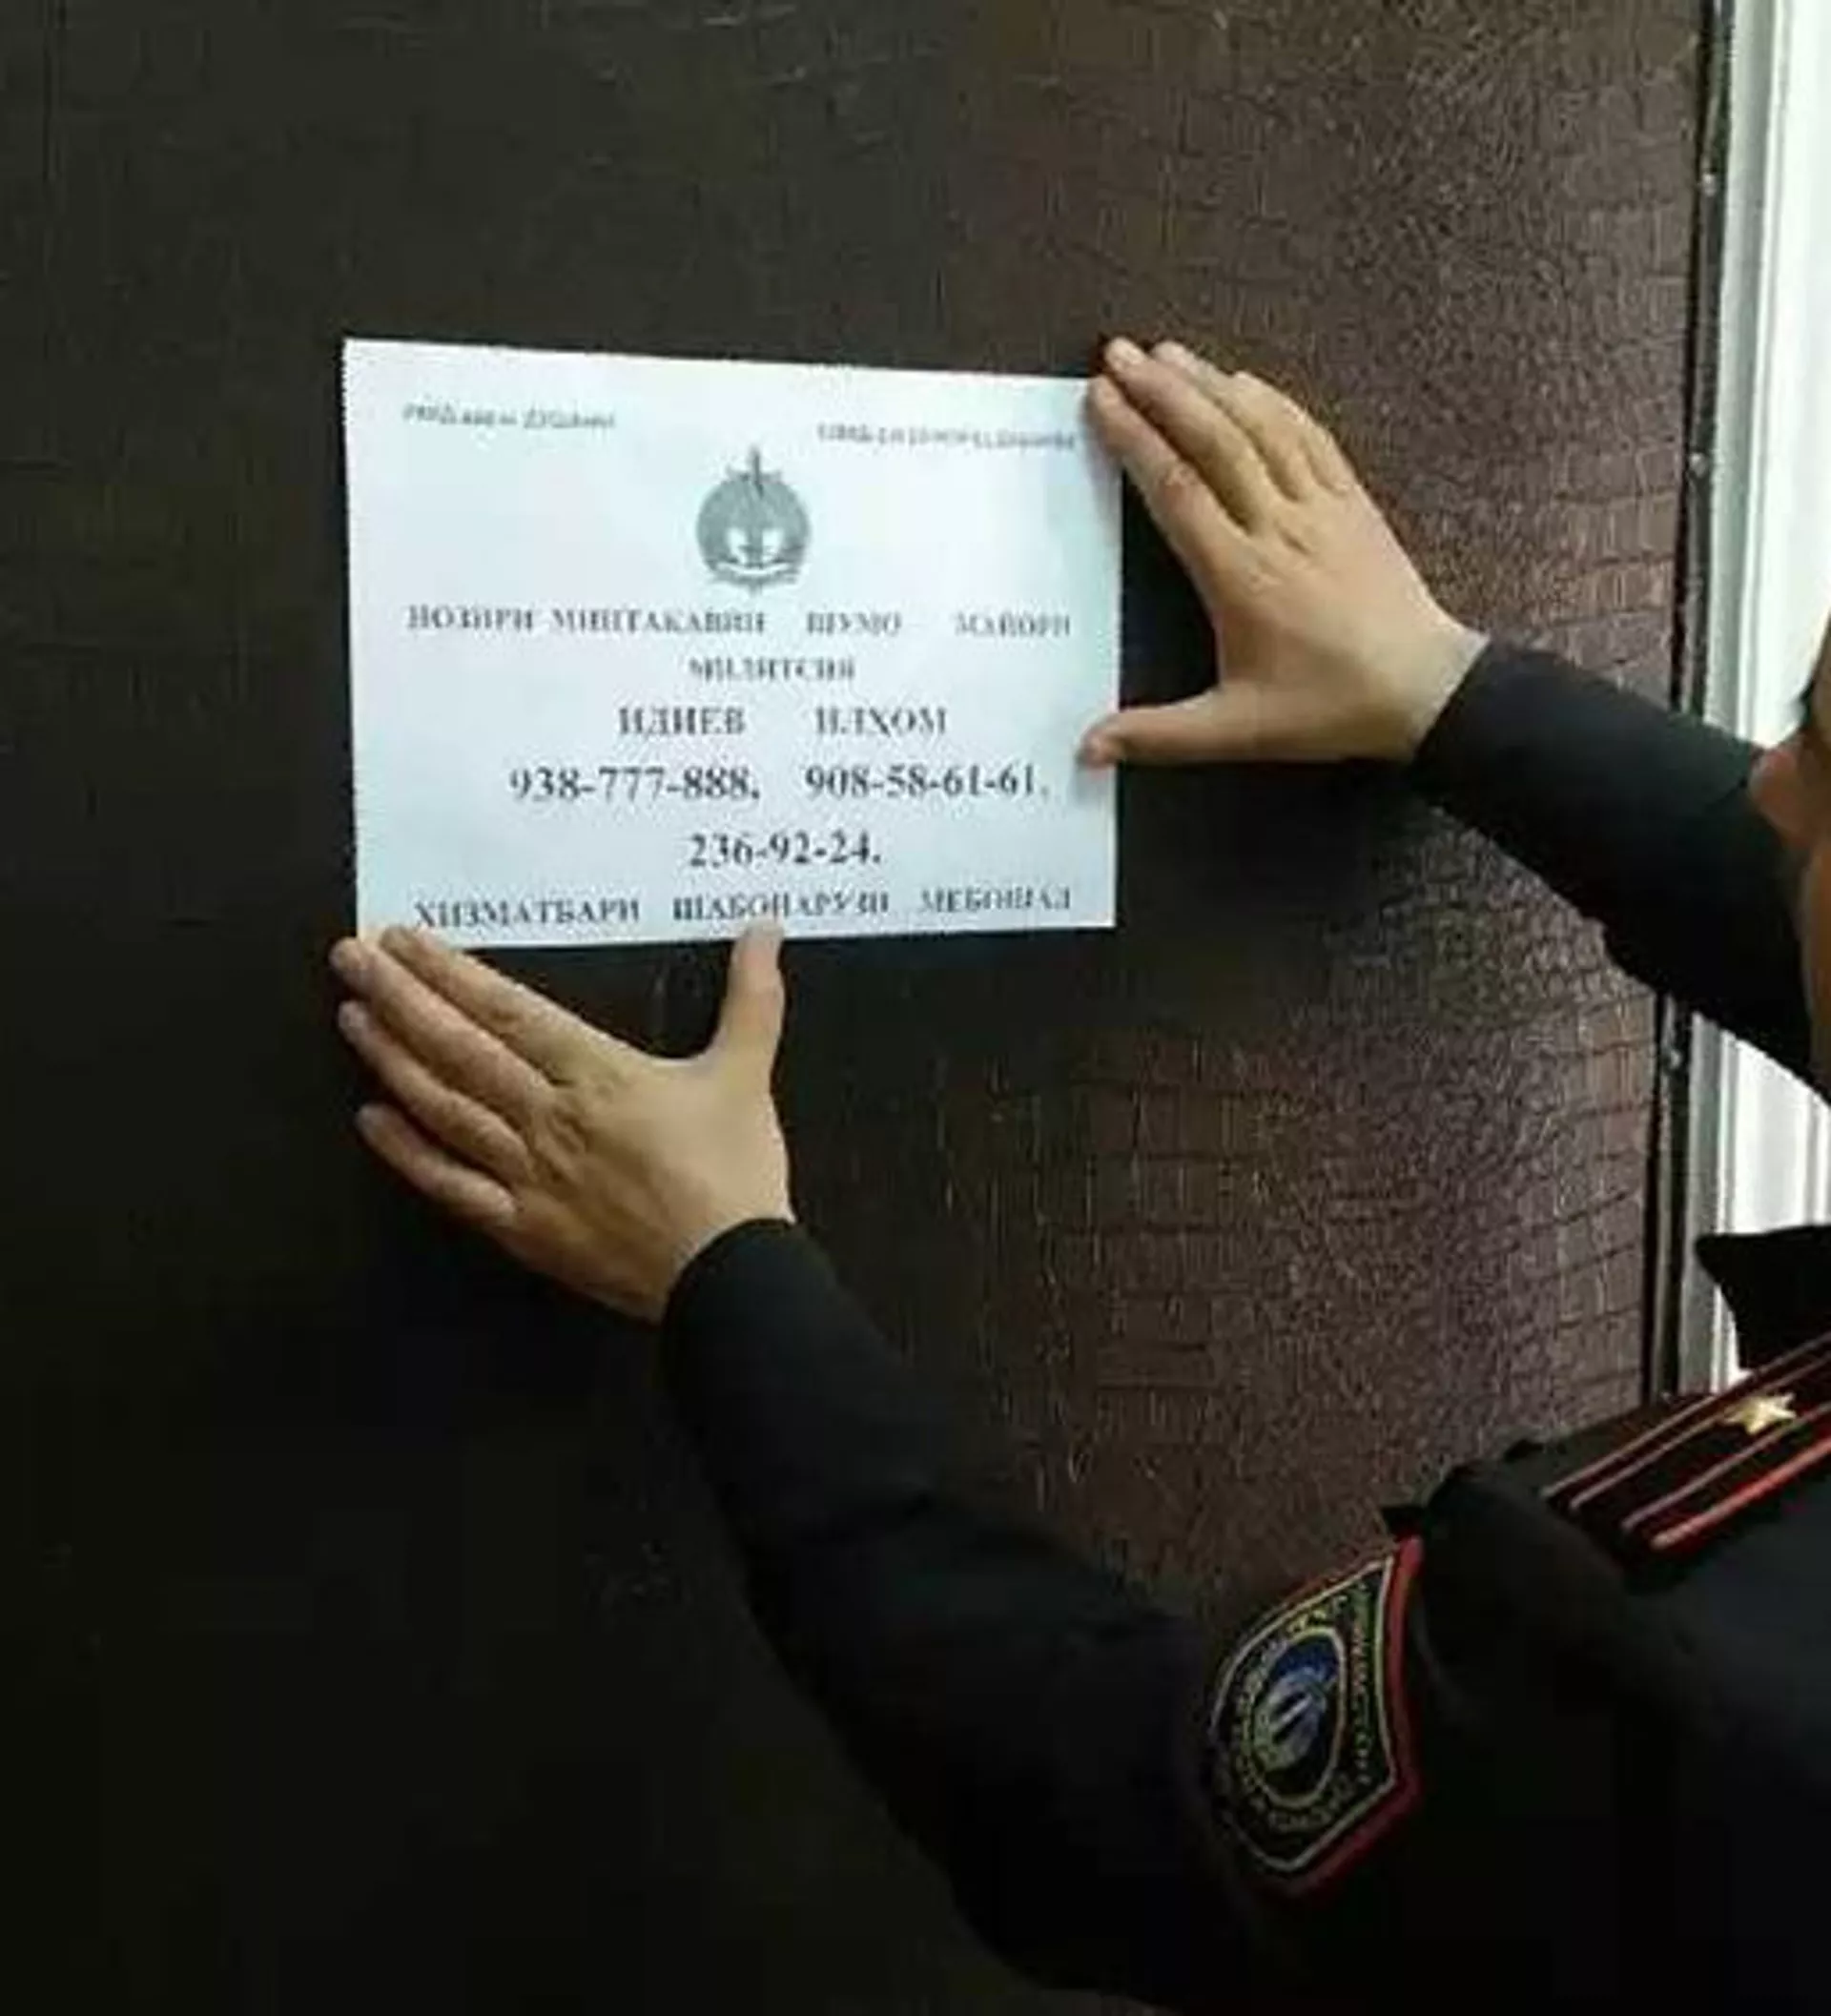 НОЗИРИ МИНТАКАВИИ ШУМО МАЙОРИ
МИЛИТСИЯ
ИДИЕВ ИЛХОМ
938-777-888, 908-58-61-61,
236-92-24.
ХИЗМАТБАРИ ШАБОНАРУЗИ МЕБОШАД